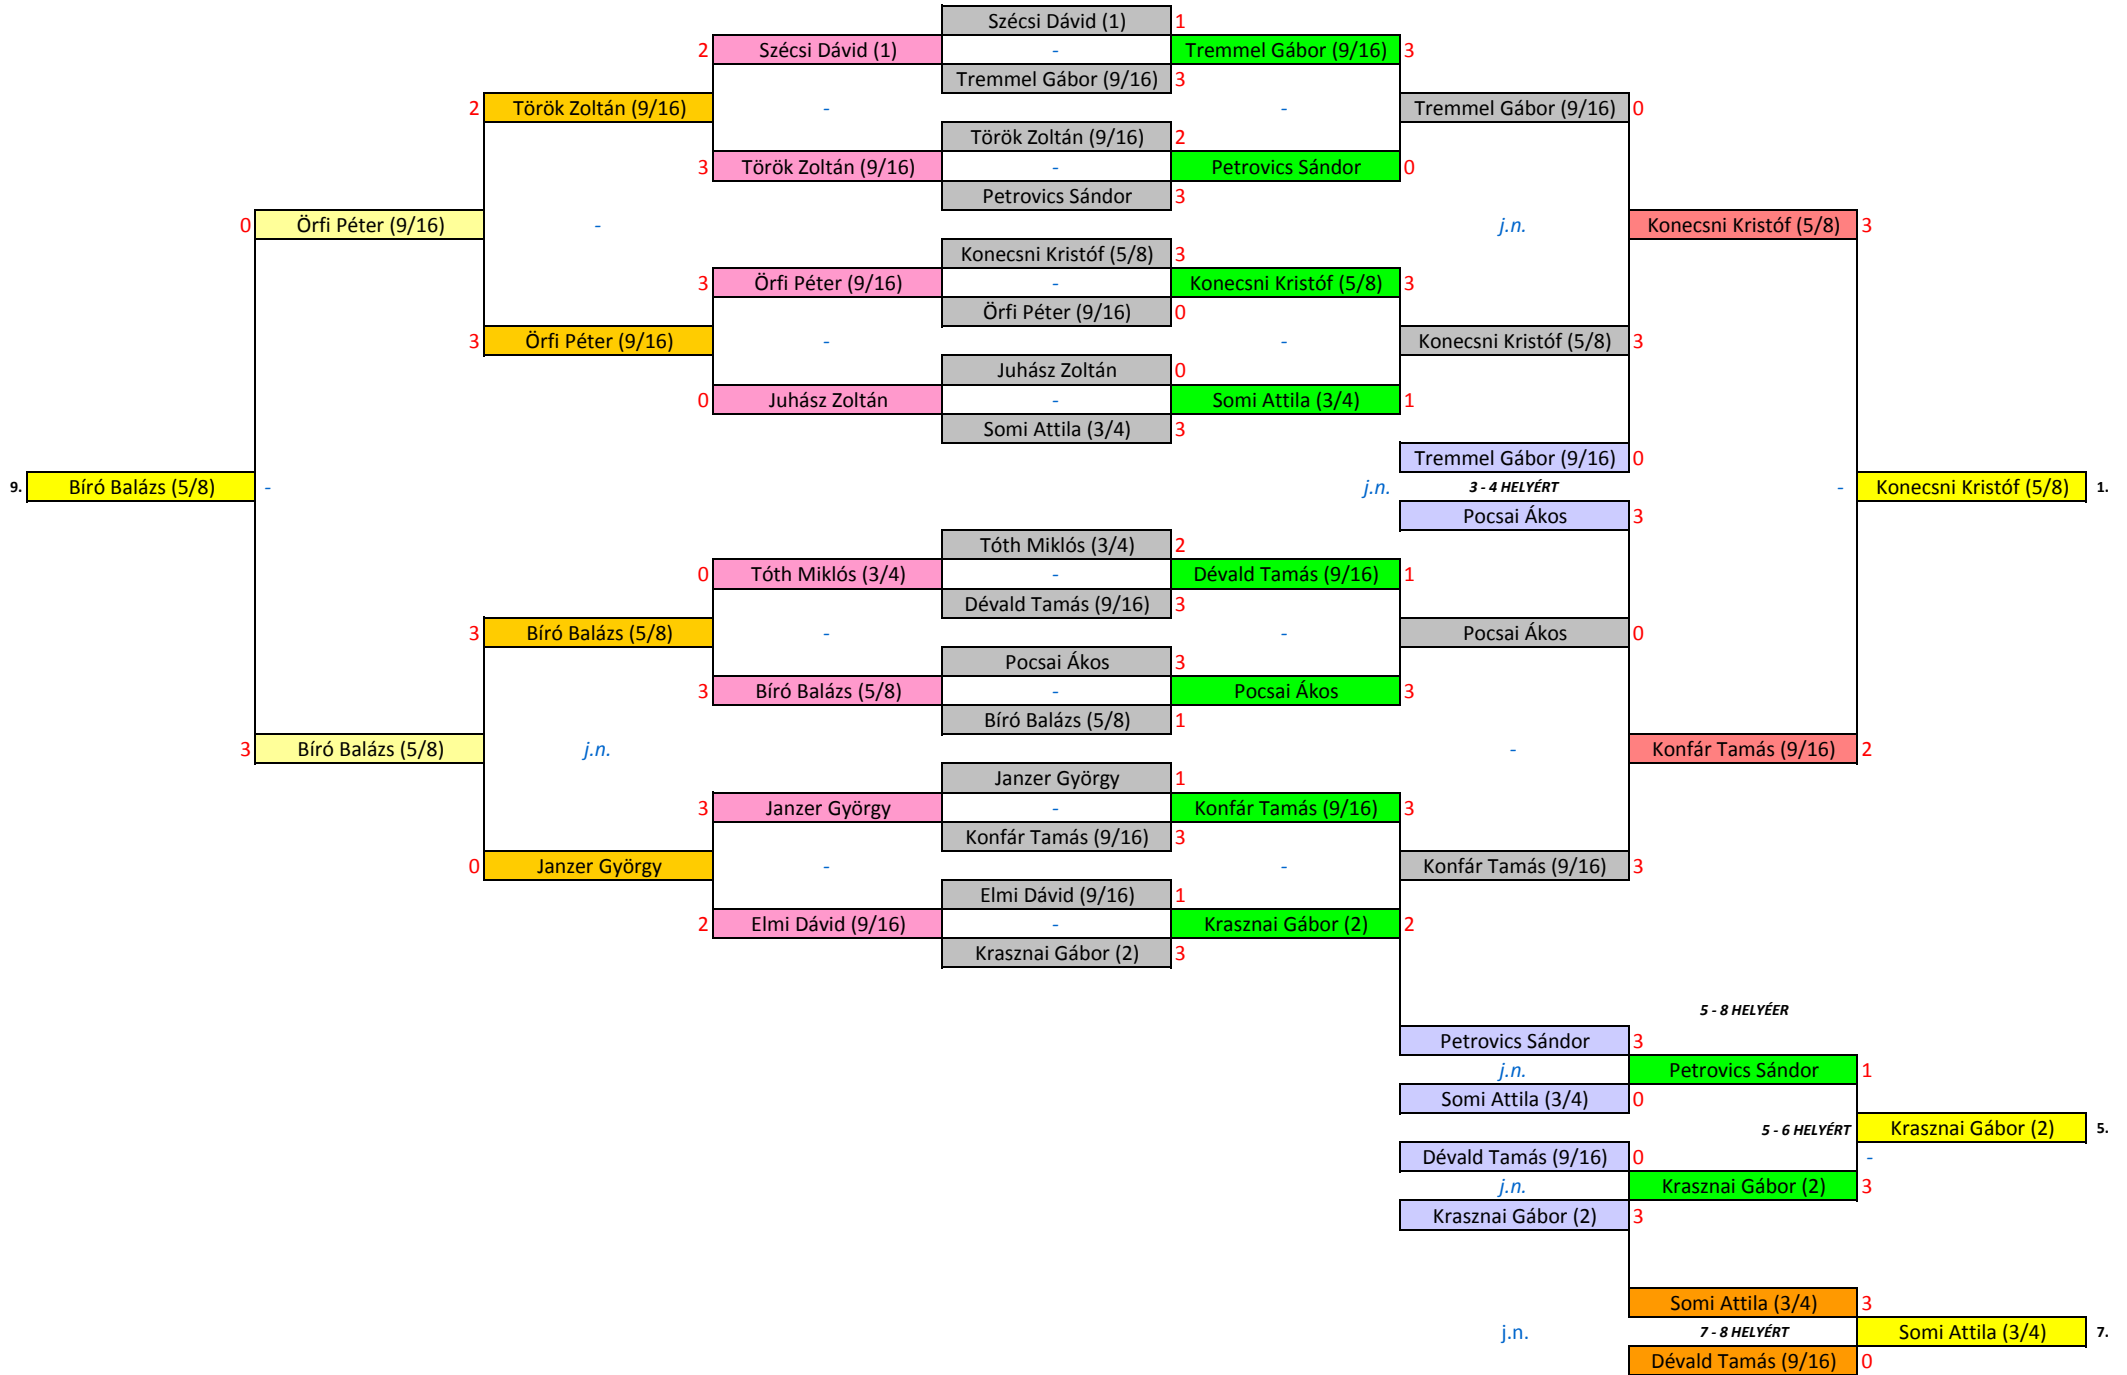 Szécsi Dávid (1) 1
2 Szécsi Dávid (1) - Tremmel Gábor (9/16) 3
Tremmel Gábor (9/16) 3
2 Török Zoltán (9/16) - - Tremmel Gábor (9/16) 0
Török Zoltán (9/16) 2
3 Török Zoltán (9/16) - Petrovics Sándor 0
Petrovics Sándor 3
0 Örfi Péter (9/16) - j.n. Konecsni Kristóf (5/8) 3
Konecsni Kristóf (5/8) 3
3 Örfi Péter (9/16) - Konecsni Kristóf (5/8) 3
Örfi Péter (9/16) 0
3 Örfi Péter (9/16) - - Konecsni Kristóf (5/8) 3
Juhász Zoltán 0
0 Juhász Zoltán - Somi Attila (3/4) 1
Somi Attila (3/4) 3
Tremmel Gábor (9/16) 0
9. Bíró Balázs (5/8) - j.n. 3 - 4 HELYÉRT - Konecsni Kristóf (5/8) 1.
Pocsai Ákos 3
Tóth Miklós (3/4) 2
0 Tóth Miklós (3/4) - Dévald Tamás (9/16) 1
Dévald Tamás (9/16) 3
3 Bíró Balázs (5/8) - - Pocsai Ákos 0
Pocsai Ákos 3
3 Bíró Balázs (5/8) - Pocsai Ákos 3
Bíró Balázs (5/8) 1
3 Bíró Balázs (5/8) j.n. - Konfár Tamás (9/16) 2
Janzer György 1
3 Janzer György - Konfár Tamás (9/16) 3
Konfár Tamás (9/16) 3
0 Janzer György - - Konfár Tamás (9/16) 3
Elmi Dávid (9/16) 1
2 Elmi Dávid (9/16) - Krasznai Gábor (2) 2
Krasznai Gábor (2) 3
5 - 8 HELYÉER
Petrovics Sándor 3
j.n. Petrovics Sándor 1
Somi Attila (3/4) 0
5 - 6 HELYÉRT Krasznai Gábor (2) 5.
Dévald Tamás (9/16) 0 -
j.n. Krasznai Gábor (2) 3
Krasznai Gábor (2) 3
Somi Attila (3/4) 3
j.n. 7 - 8 HELYÉRT Somi Attila (3/4) 7.
Dévald Tamás (9/16) 0